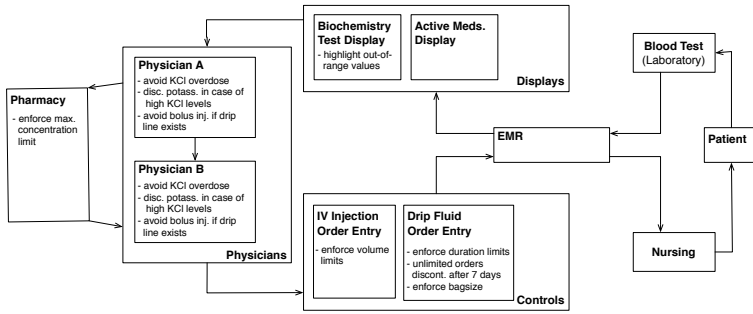 Pharmacy
- enforce max.
concentration
limit
Physician A
- avoid KCl overdose
- disc. potass. in case of
high KCl levels
- avoid bolus inj. if drip
line exists
Physician B
- avoid KCl overdose
- disc. potass. in case of
high KCl levels
- avoid bolus inj. if drip
line exists
Physicians
Biochemistry
Test Display
- highlight out-of-
range values
Active Meds.
Display
Displays
EMR
IV Injection
Order Entry
- enforce volume
limits
Drip Fluid
Order Entry
- enforce duration limits
- unlimited orders
discont. after 7 days
- enforce bagsize
Controls
Blood Test
(Laboratory)
Patient
Nursing